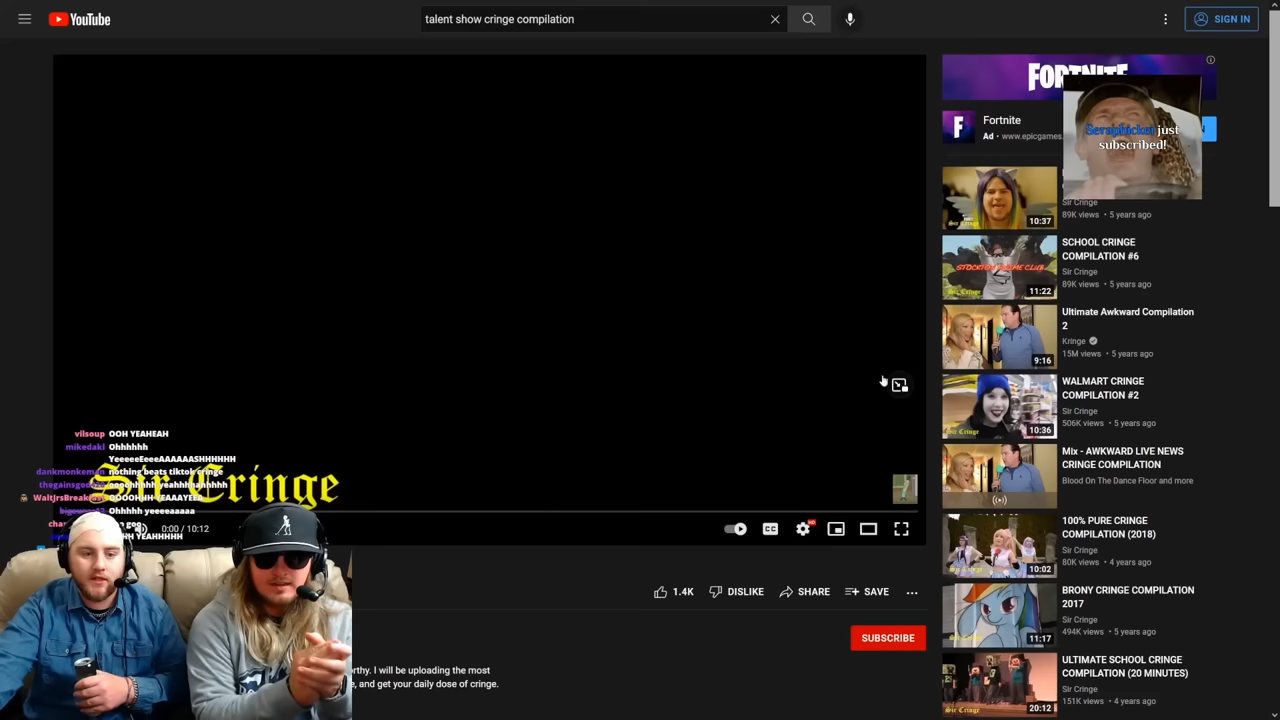 YouTube
talent show cringe compilation
SIGN IN
FORTNITE
Fortnite
Ad • www.epicgames.
just
subscribed!
Sir Cringe
89K views • 5 years ago
10:37
SCHOOL CRINGE
COMPILATION #6
Sir Cringe
89K views • 5 years ago
11:22
Ultimate Awkward Compilation
2
Kringe
15M views • 5 years ago
9:16
WALMART CRINGE
COMPILATION #2
Sir Cringe
506K views • 5 years ago
10:36
Mix - AWKWARD LIVE NEWS
CRINGE COMPILATION
Blood On The Dance Floor and more
100% PURE CRINGE
COMPILATION (2018)
Sir Cringe
80K views • 4 years ago
10:02
BRONY CRINGE COMPILATION
2017
Sir Cringe
494K views • 5 years ago
11:17
ULTIMATE SCHOOL CRINGE
COMPILATION (20 MINUTES)
Sir Cringe
151K views • 4 years ago
20:12
vilsoup OOH YEAHEAH
mikedakl Ohhhhhh
dankmonkeman nothing beats tiktok cringe
Sir Cringe
0:00 / 10:12
CC
HD
1.4K
DISLIKE
SHARE
SAVE
SUBSCRIBE
rthy. I will be uploading the most
, and get your daily dose of cringe.